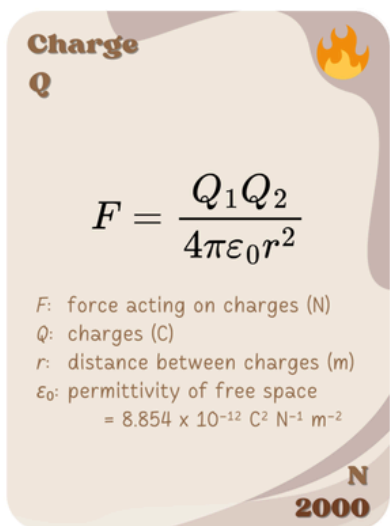 Charge
Q
F = Q₁Q₂ / 4πε₀r²
F: force acting on charges (N)
Q: charges (C)
r: distance between charges (m)
ε₀: permittivity of free space
= 8.854 x 10⁻¹² C² N⁻¹ m⁻²
N
2000